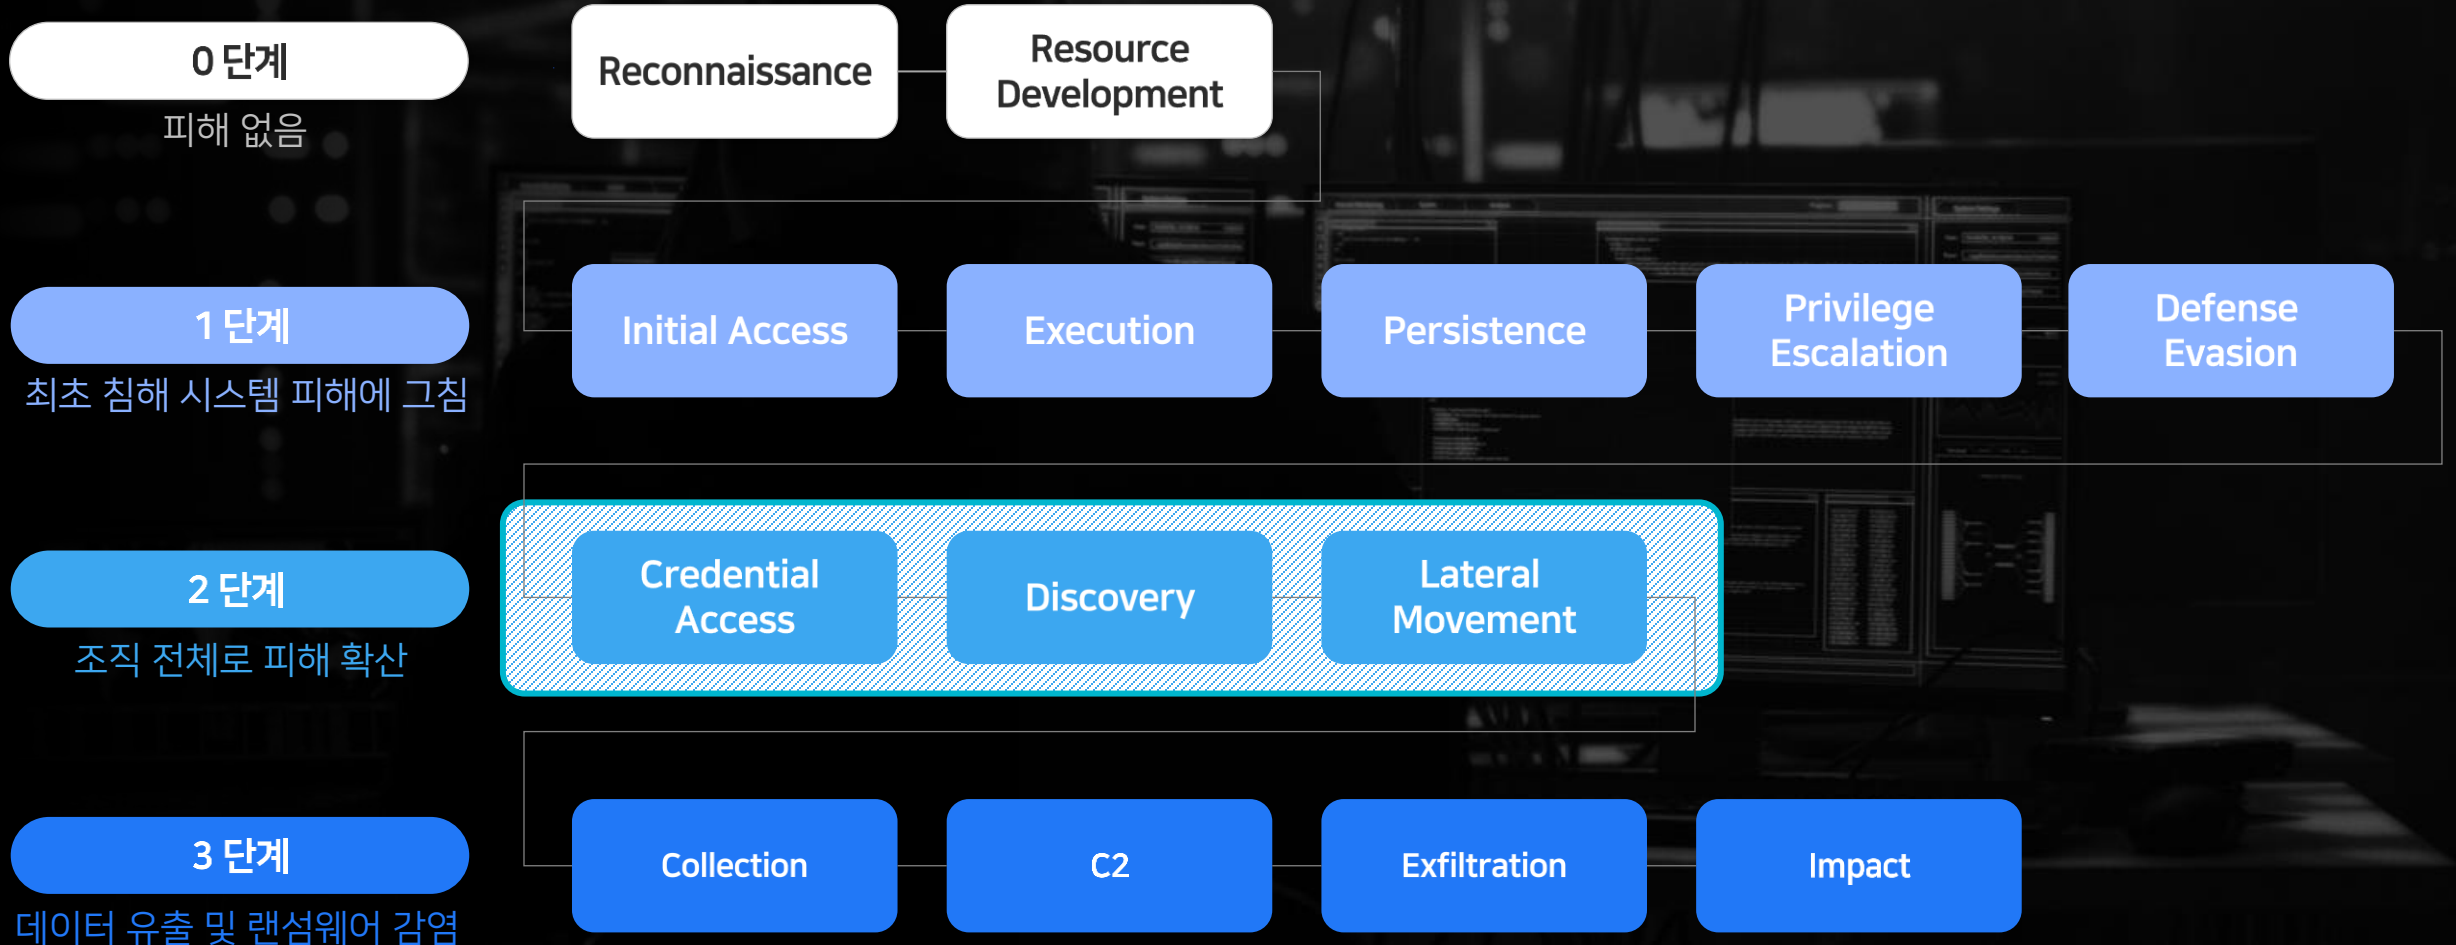 0 단계
피해 없음
Reconnaissance
Resource
Development
1 단계
최초 침해 시스템 피해에 그침
Initial Access
Execution
Persistence
Privilege
Escalation
Defense
Evasion
2 단계
조직 전체로 피해 확산
Credential
Access
Discovery
Lateral
Movement
3 단계
데이터 유출 및 랜섬웨어 감염
Collection
C2
Exfiltration
Impact